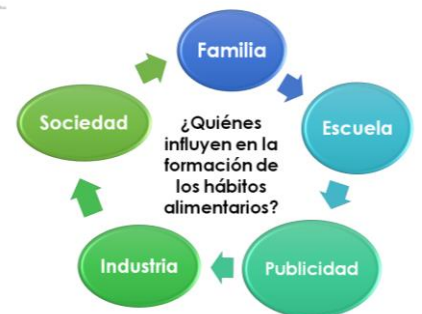 Familia
Sociedad
¿Quiénes
influyen en la
formación de
los hábitos
alimentarios?
Escuela
Industria
Publicidad